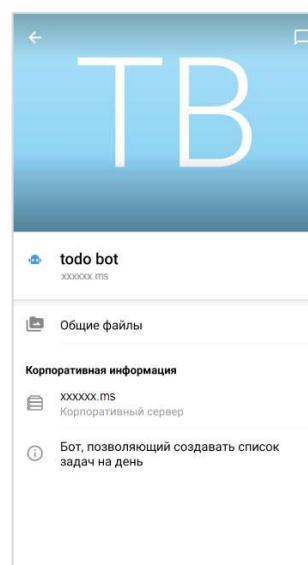 TB
todo bot
xxxxxx.ms
Общие файлы
Корпоративная информация
xxxxxx.ms
Корпоративный сервер
Бот, позволяющий создавать список
задач на день